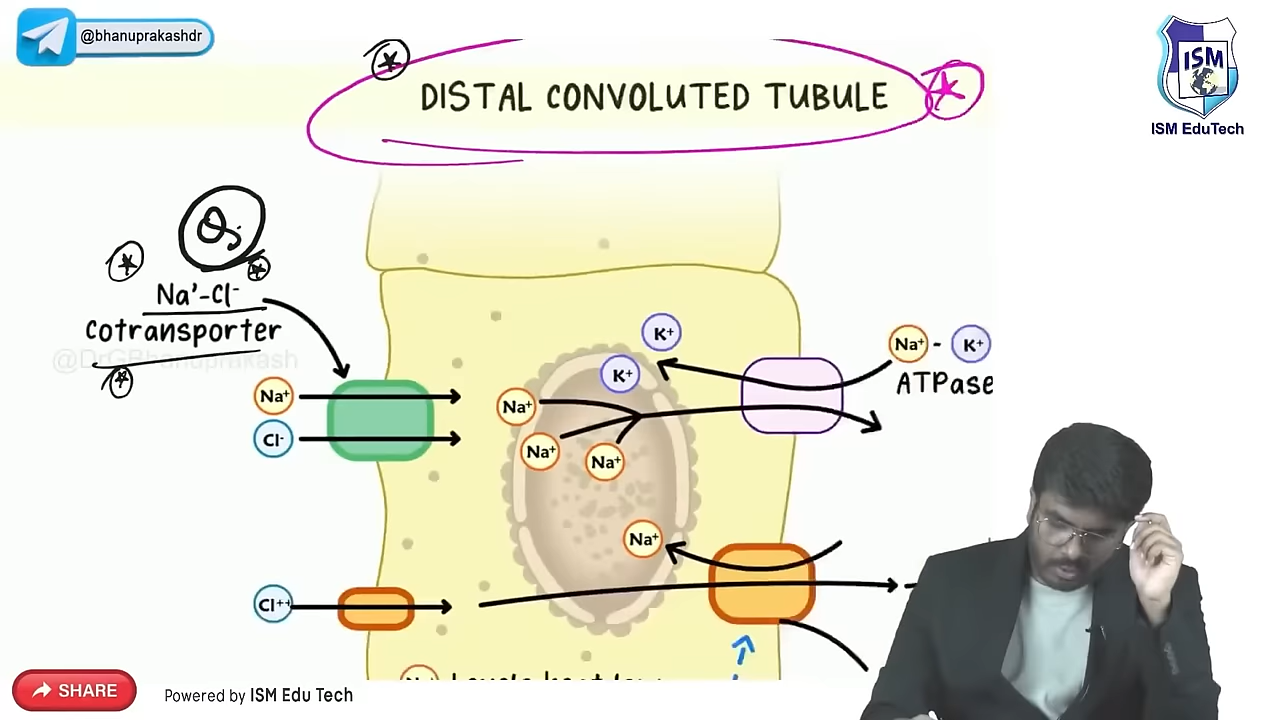 @bhanuprakashdr
ISM
ISM EduTech
DISTAL CONVOLUTED TUBULE
Na⁺-Cl⁻
cotransporter
@DrGBhanuprakash
Na⁺
Cl⁻
K⁺
K⁺
Na⁺
Na⁺
Na⁺
Na⁺ - K⁺
ATPase
Na⁺
Cl⁺⁺
SHARE
Powered by ISM Edu Tech